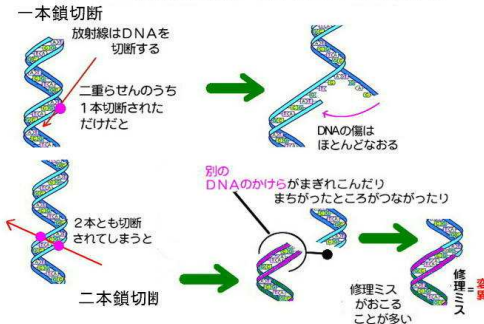 一本鎖切断
放射線はDNAを
切断する
二重らせんのうち
1本切断された
だけだと
DNAの傷は
ほとんどなおる
別の
DNAのかけらがまぎれこんだり
まちがったところがつながったり
2本とも切断
されてしまうと
二本鎖切断
修理ミス
がおこる
ことが多い
修理ミス=変異